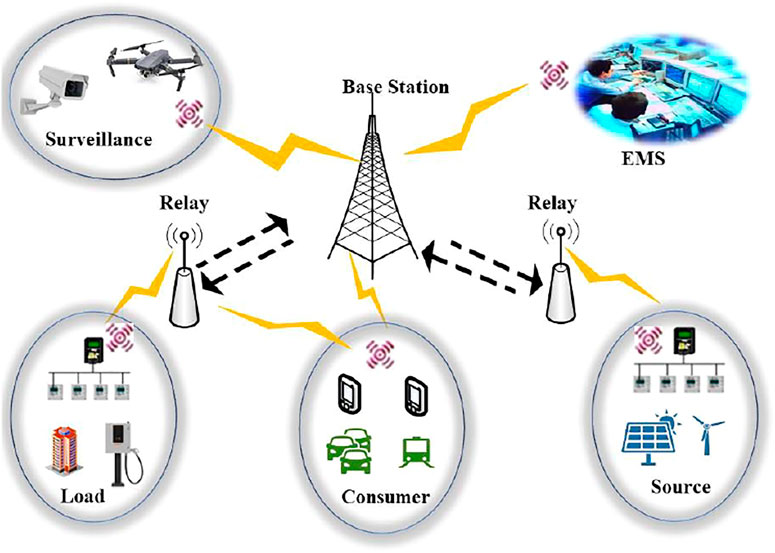 Base Station
Surveillance
EMS
Relay
Relay
Load
Consumer
Source